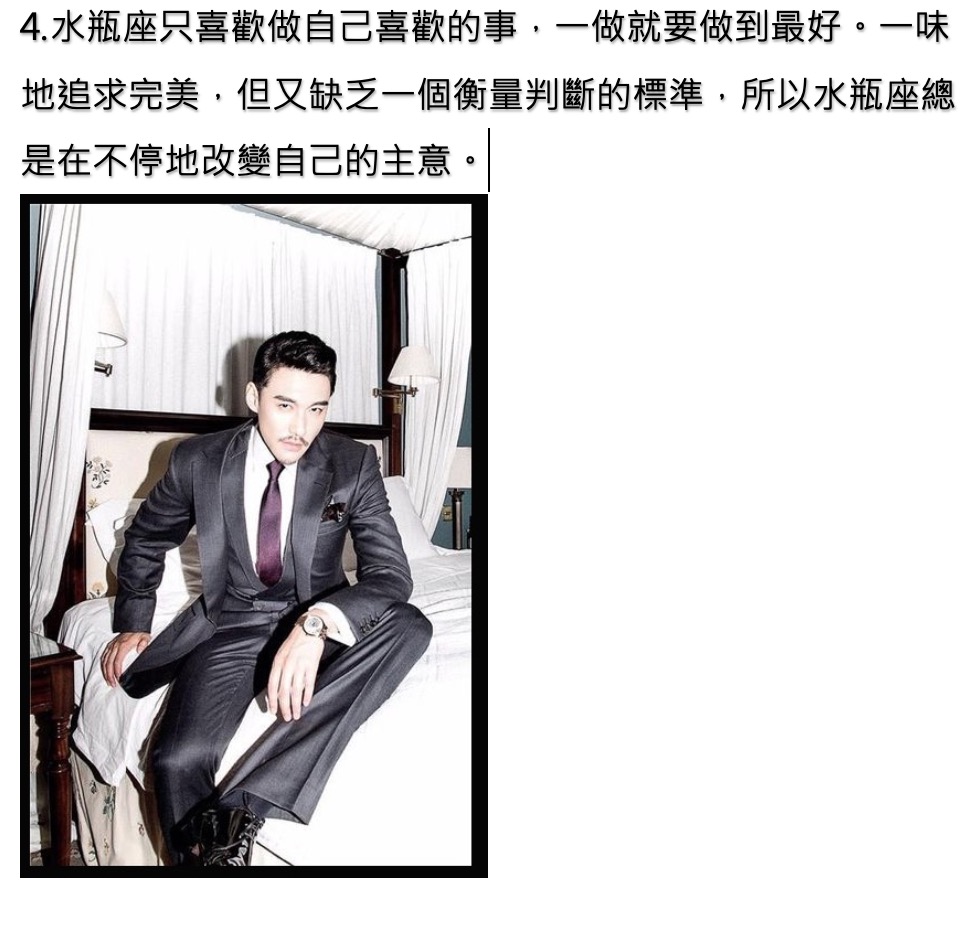 4.水瓶座只喜歡做自己喜歡的事，一做就要做到最好。一味
地追求完美，但又缺乏一個衡量判斷的標準，所以水瓶座總
是在不停地改變自己的主意。